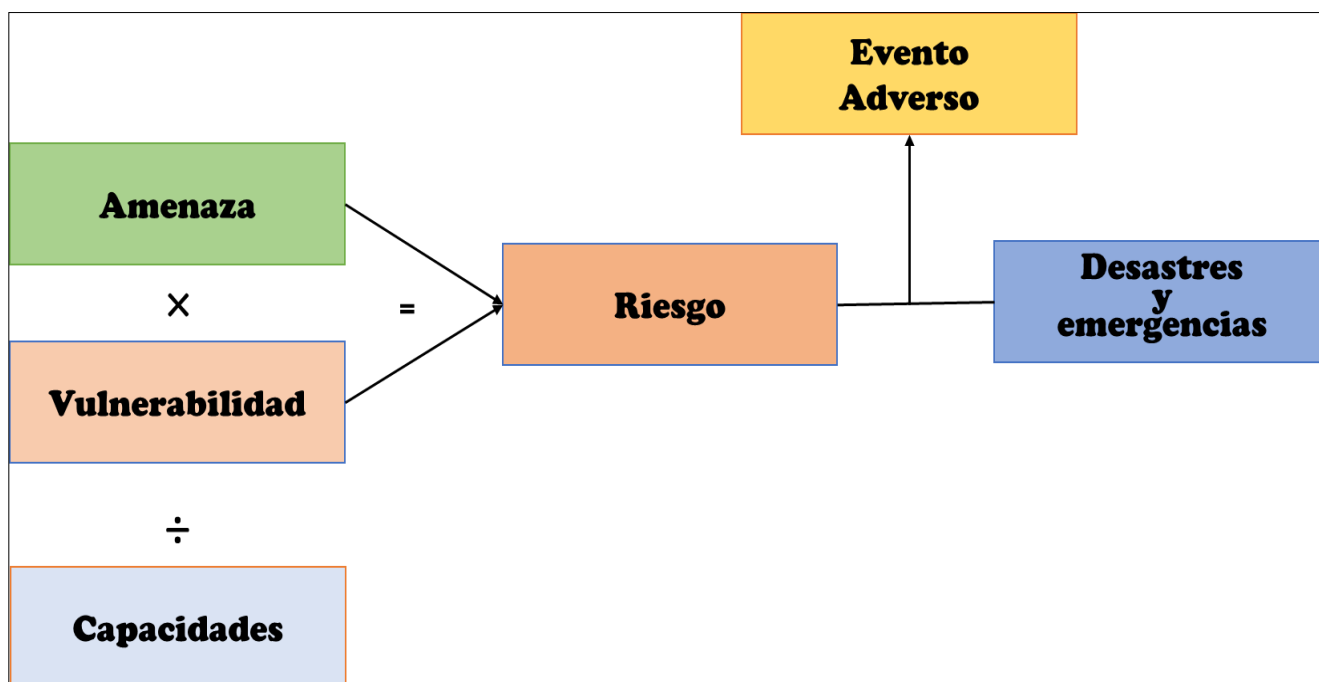 Evento
Adverso
Amenaza
×
=
Riesgo
Desastres
y
emergencias
Vulnerabilidad
÷
Capacidades